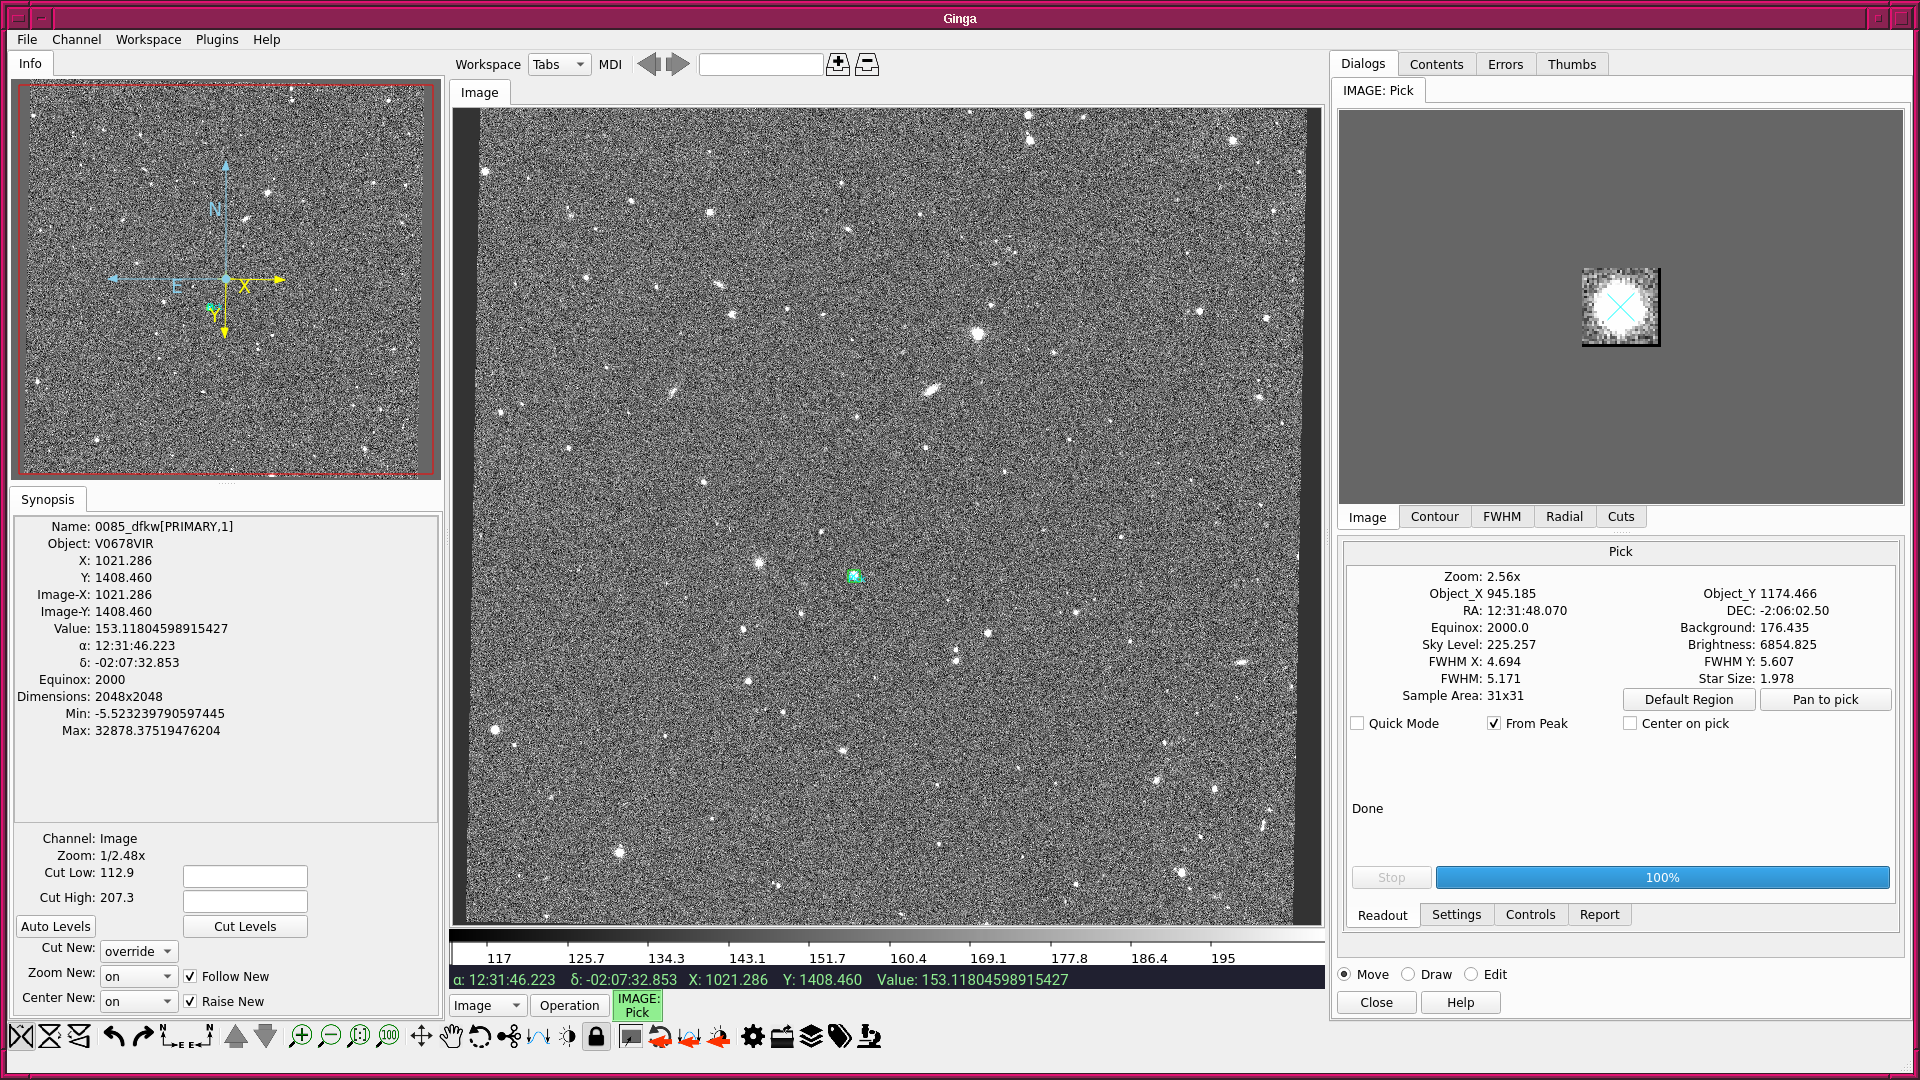 Ginga
File Channel Workspace Plugins Help
Info
N
E
X
Y
Synopsis
Name: 0085_dfkw[PRIMARY,1]
Object: V0678VIR
X: 1021.286
Y: 1408.460
Image-X: 1021.286
Image-Y: 1408.460
Value: 153.11804598915427
α: 12:31:46.223
δ: -02:07:32.853
Equinox: 2000
Dimensions: 2048x2048
Min: -5.523239790597445
Max: 32878.37519476204
Channel: Image
Zoom: 1/2.48x
Cut Low: 112.9
Cut High: 207.3
Auto Levels Cut Levels
Cut New: override
Zoom New: on Follow New
Center New: on Raise New
Workspace Tabs MDI
Image
117 125.7 134.3 143.1 151.7 160.4 169.1 177.8 186.4 195
α: 12:31:46.223 δ: -02:07:32.853 X: 1021.286 Y: 1408.460 Value: 153.11804598915427
Image Operation IMAGE:
Pick
N E E N 100
Dialogs Contents Errors Thumbs
IMAGE: Pick
Image Contour FWHM Radial Cuts
Pick
Zoom: 2.56x
Object_X 945.185 Object_Y 1174.466
RA: 12:31:48.070 DEC: -2:06:02.50
Equinox: 2000.0 Background: 176.435
Sky Level: 225.257 Brightness: 6854.825
FWHM X: 4.694 FWHM Y: 5.607
FWHM: 5.171 Star Size: 1.978
Sample Area: 31x31 Default Region Pan to pick
Quick Mode From Peak Center on pick
Done
Stop 100%
Readout Settings Controls Report
Move Draw Edit
Close Help